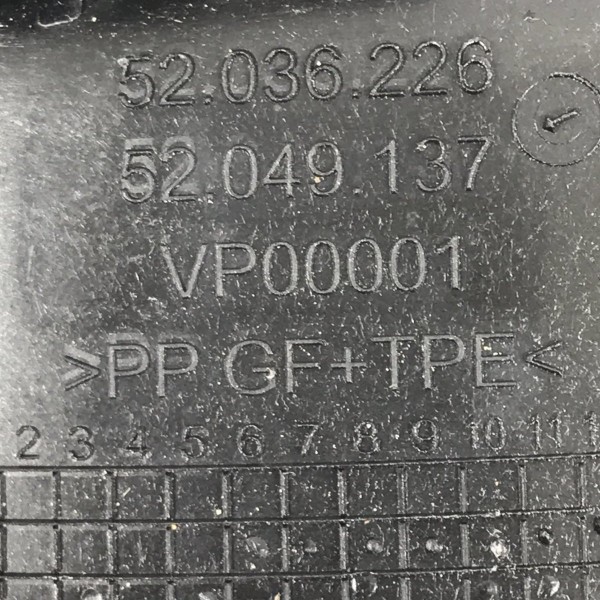 52.036.226
52.049.137
VP00001
>PP GF+TPE<
2 3 4 5 6 7 8 9 10 11